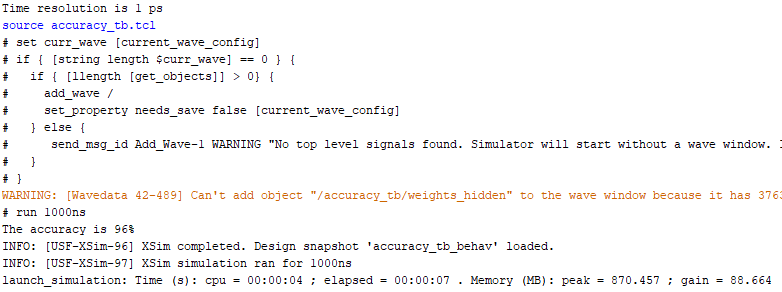 Time resolution is 1 ps
source accuracy_tb.tcl
# set curr_wave [current_wave_config]
# if { [string length $curr_wave] == 0 } {
#   if { [llength [get_objects]] > 0} {
#     add_wave /
#     set_property needs_save false [current_wave_config]
#   } else {
#      send_msg_id Add_Wave-1 WARNING "No top level signals found. Simulator will start without a wave window.
#   }
# }
WARNING: [Wavedata 42-489] Can't add object "/accuracy_tb/weights_hidden" to the wave window because it has 3763
# run 1000ns
The accuracy is 96%
INFO: [USF-XSim-96] XSim completed. Design snapshot 'accuracy_tb_behav' loaded.
INFO: [USF-XSim-97] XSim simulation ran for 1000ns
launch_simulation: Time (s): cpu = 00:00:04 ; elapsed = 00:00:07 . Memory (MB): peak = 870.457 ; gain = 88.664